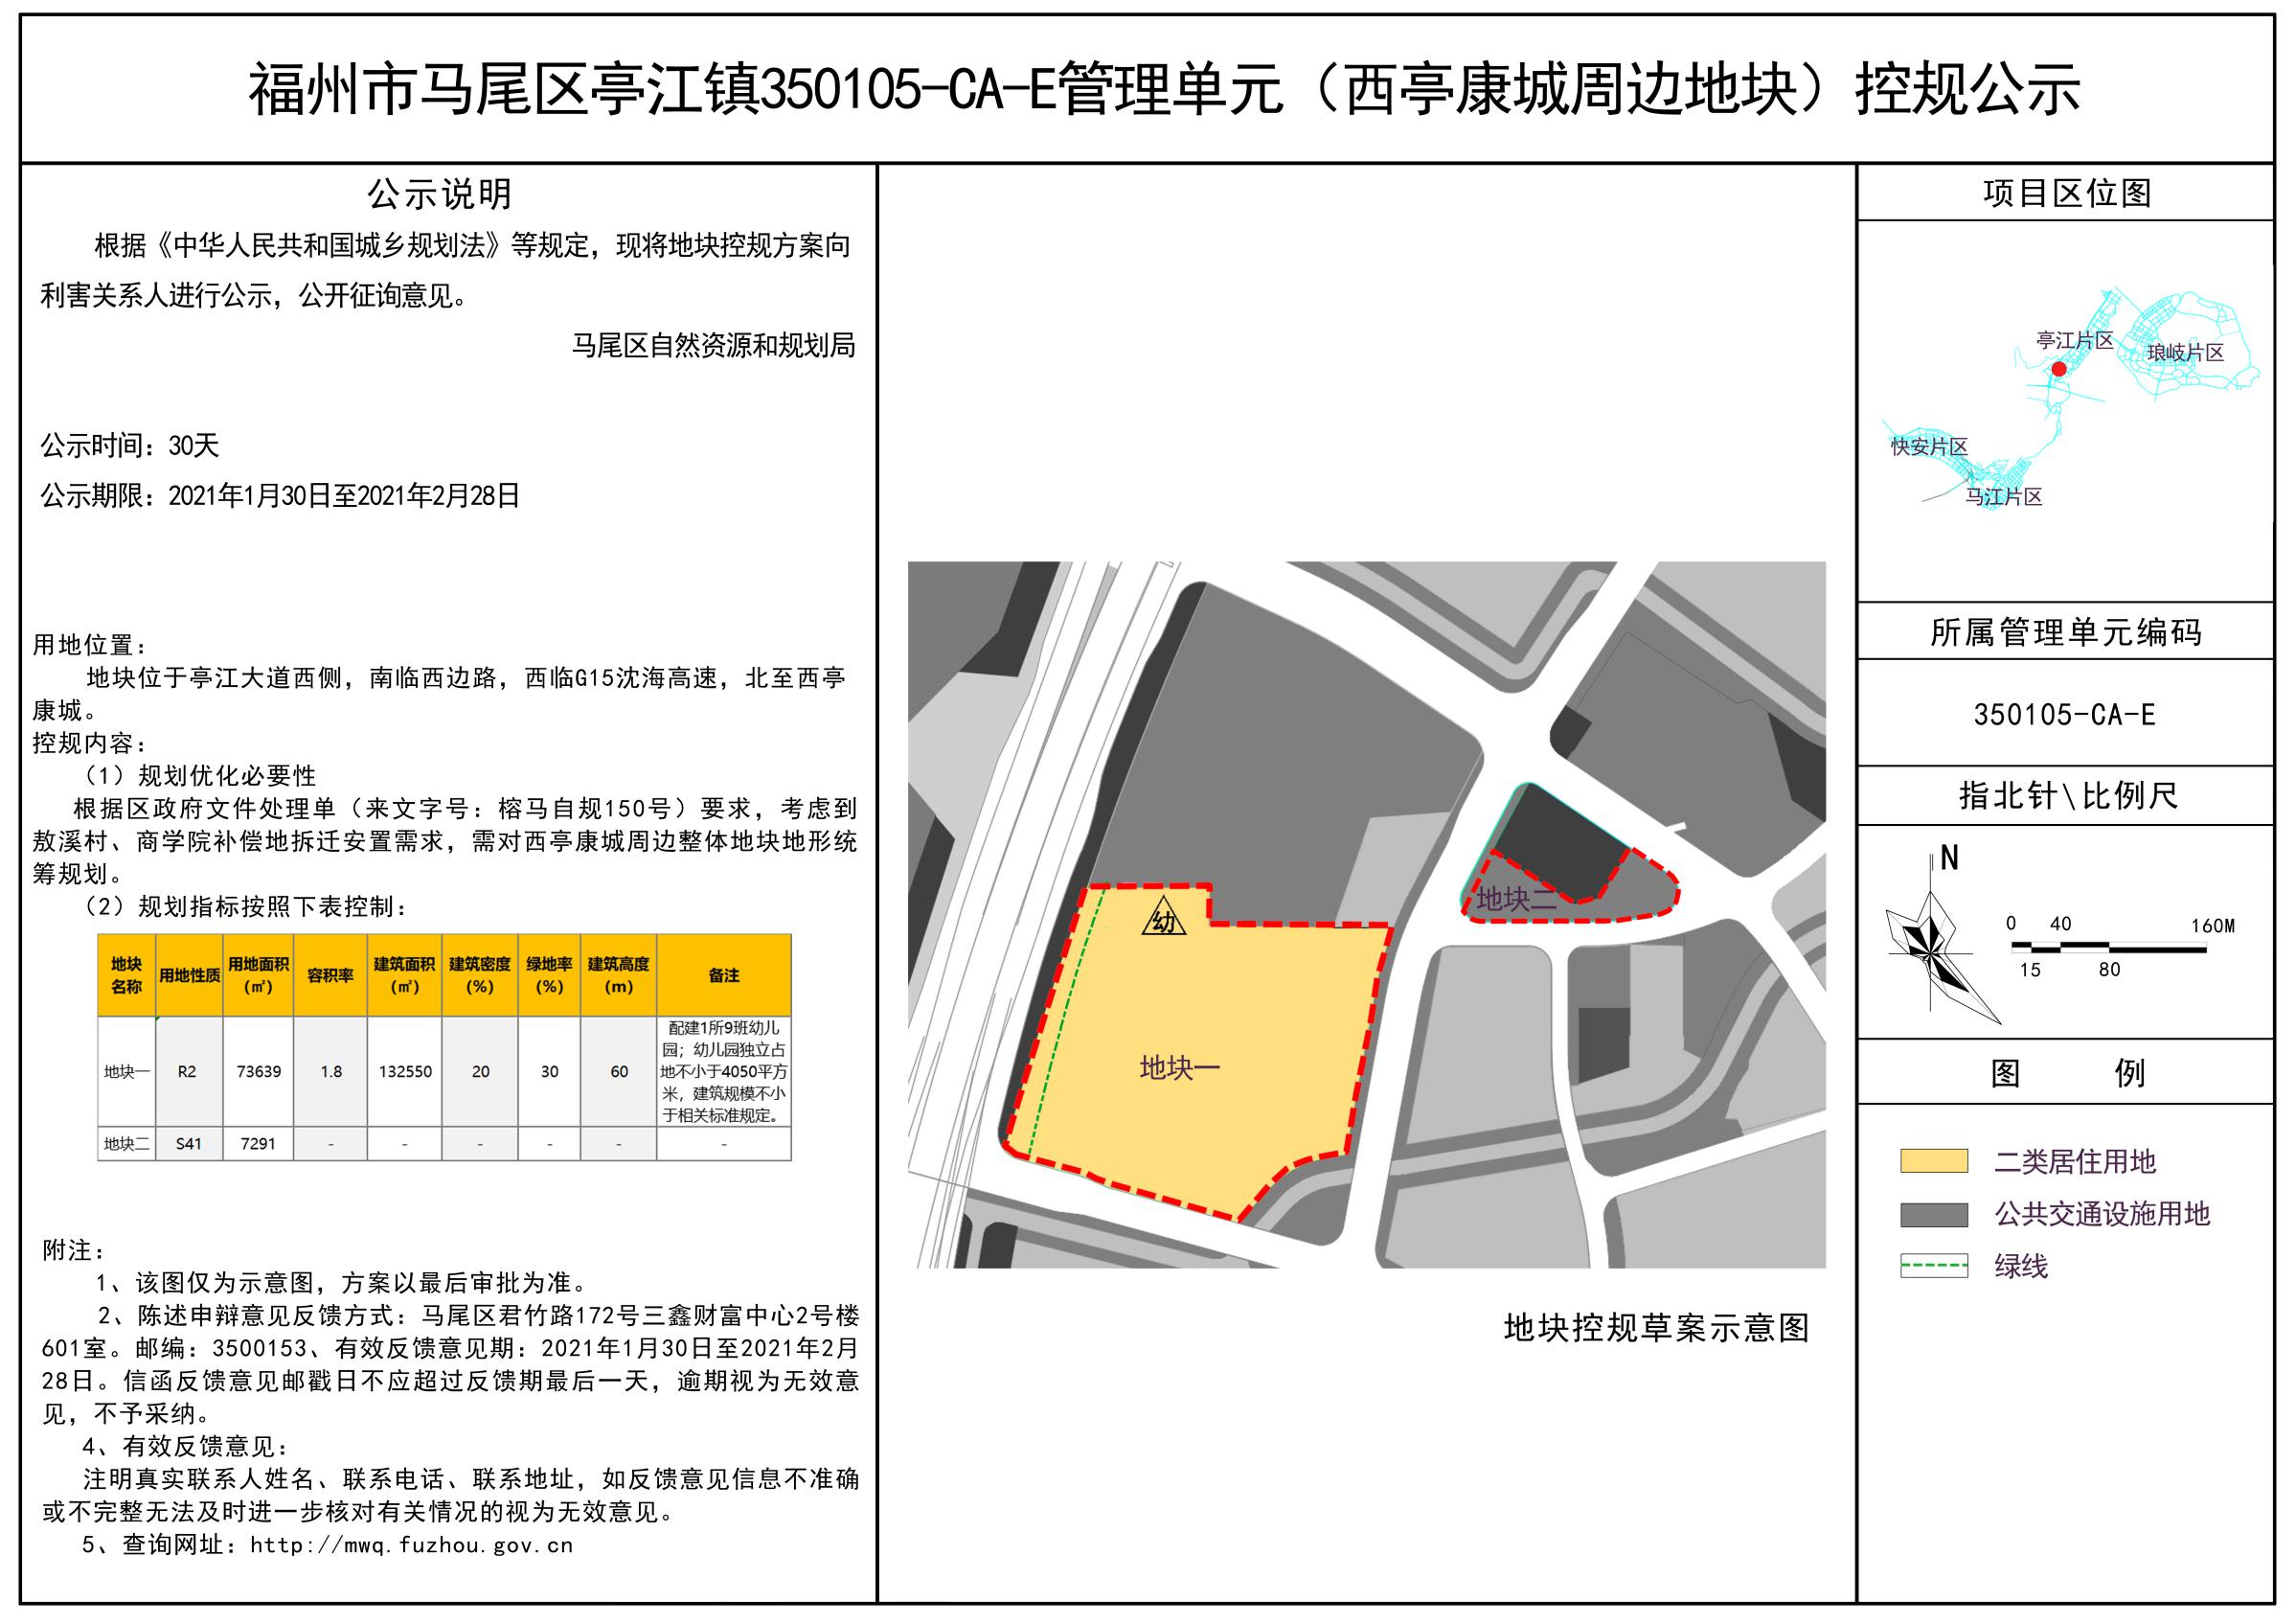 福州市马尾区亭江镇350105-CA-E管理单元（西亭康城周边地块）控规公示
公示说明
根据《中华人民共和国城乡规划法》等规定，现将地块控规方案向
利害关系人进行公示，公开征询意见。
马尾区自然资源和规划局
公示时间：30天
公示期限：2021年1月30日至2021年2月28日
用地位置：
地块位于亭江大道西侧，南临西边路，西临G15沈海高速，北至西亭
康城。
控规内容：
（1）规划优化必要性
根据区政府文件处理单（来文字号：榕马自规150号）要求，考虑到
敖溪村、商学院补偿地拆迁安置需求，需对西亭康城周边整体地块地形统
筹规划。
（2）规划指标按照下表控制：
地块名称 用地性质 用地面积（㎡） 容积率 建筑面积（㎡） 建筑密度（%） 绿地率（%） 建筑高度（m） 备注
地块一 R2 73639 1.8 132550 20 30 60 配建1所9班幼儿园；幼儿园独立占地不小于4050平方米，建筑规模不小于相关标准规定。
地块二 S41 7291 - - - - - -
附注：
1、该图仅为示意图，方案以最后审批为准。
2、陈述申辩意见反馈方式：马尾区君竹路172号三鑫财富中心2号楼
601室。邮编：3500153、有效反馈意见期：2021年1月30日至2021年2月
28日。信函反馈意见邮戳日不应超过反馈期最后一天，逾期视为无效意
见，不予采纳。
4、有效反馈意见：
注明真实联系人姓名、联系电话、联系地址，如反馈意见信息不准确
或不完整无法及时进一步核对有关情况的视为无效意见。
5、查询网址：http://mwq.fuzhou.gov.cn
幼
地块一
地块二
地块控规草案示意图
项目区位图
亭江片区
琅岐片区
快安片区
马江片区
所属管理单元编码
350105-CA-E
指北针\比例尺
N
0 40 160M
15 80
图 例
二类居住用地
公共交通设施用地
绿线